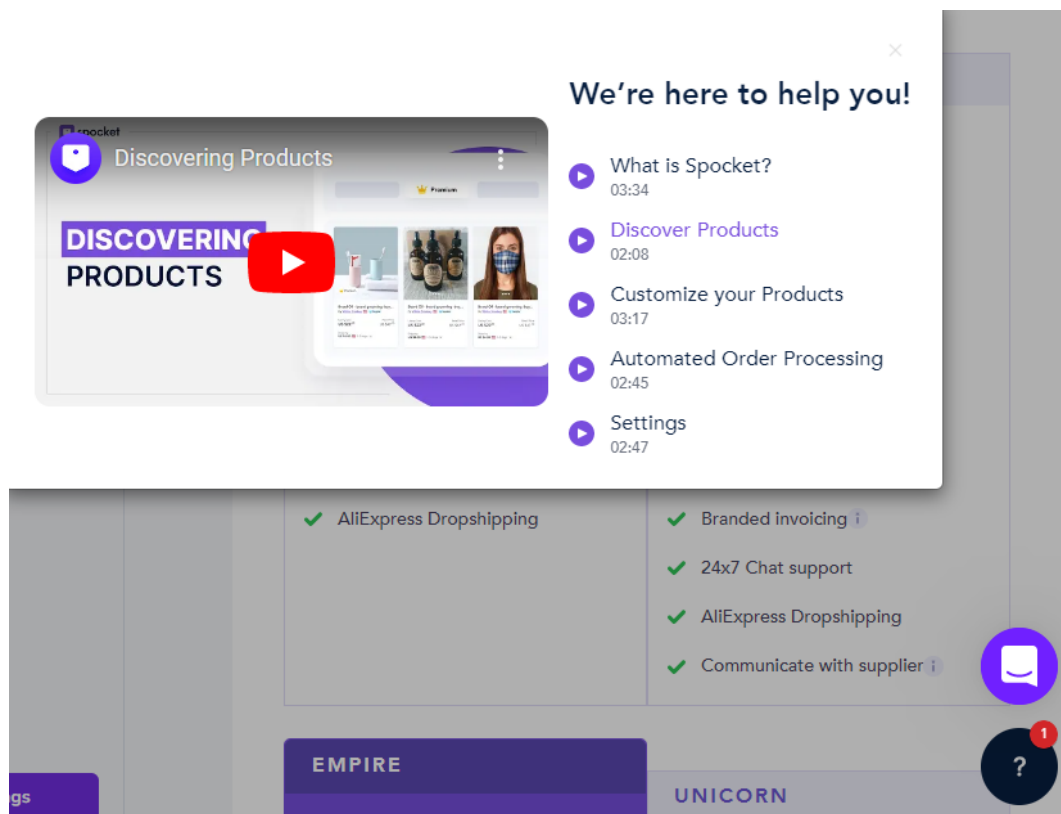 We're here to help you!
spocket
Discovering Products
Premium
DISCOVERING
PRODUCTS
What is Spocket?
03:34
Discover Products
02:08
Customize your Products
03:17
Automated Order Processing
02:45
Settings
02:47
AliExpress Dropshipping
Branded invoicing i
24x7 Chat support
AliExpress Dropshipping
Communicate with supplier i
1
?
EMPIRE
gs
UNICORN